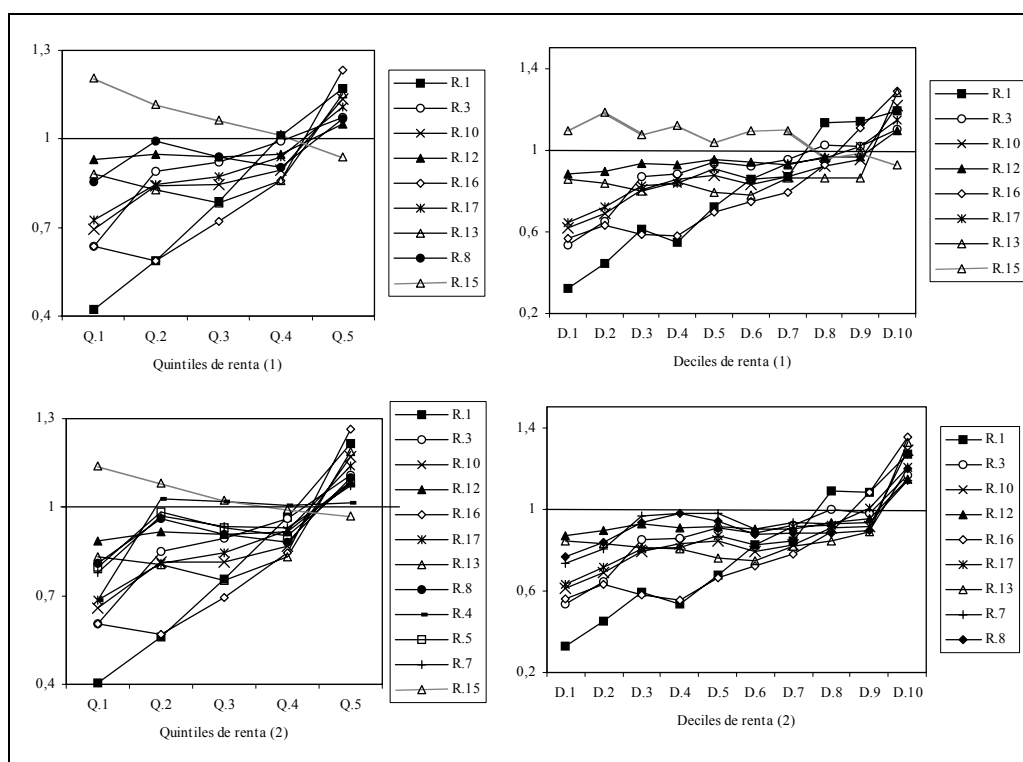 1,3
1
0,7
0,4
Q.1 Q.2 Q.3 Q.4 Q.5
Quintiles de renta (1)
R.1
R.3
R.10
R.12
R.16
R.17
R.13
R.8
R.15
1,4
1
0,6
0,2
D.1 D.2 D.3 D.4 D.5 D.6 D.7 D.8 D.9 D.10
Deciles de renta (1)
R.1
R.3
R.10
R.12
R.16
R.17
R.13
R.15
1,3
1
0,7
0,4
Q.1 Q.2 Q.3 Q.4 Q.5
Quintiles de renta (2)
R.1
R.3
R.10
R.12
R.16
R.17
R.13
R.8
R.4
R.5
R.7
R.15
1,4
1
0,6
0,2
D.1 D.2 D.3 D.4 D.5 D.6 D.7 D.8 D.9 D.10
Deciles de renta (2)
R.1
R.3
R.10
R.12
R.16
R.17
R.13
R.7
R.8